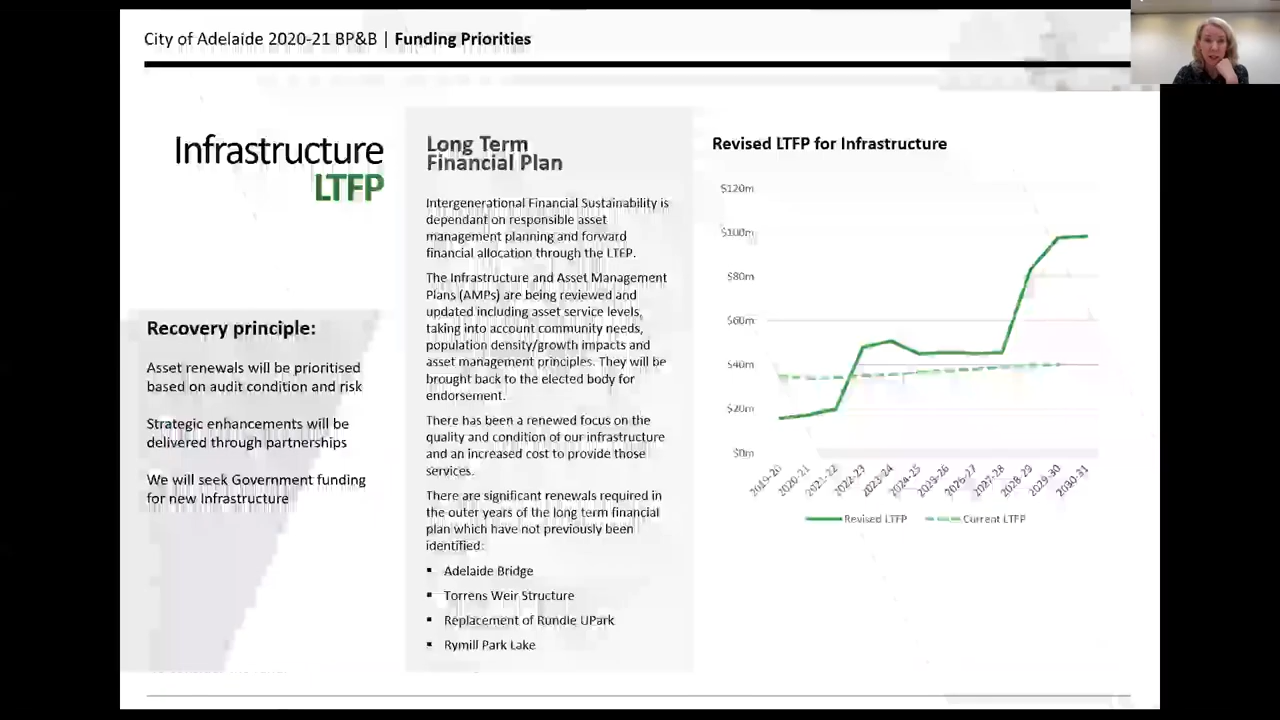 City of Adelaide 2020-21 BP&B | Funding Priorities
Infrastructure
LTFP
Recovery principle:
Asset renewals will be prioritised
based on audit condition and risk
Strategic enhancements will be
delivered through partnerships
We will seek Government funding
for new Infrastructure
Long Term
Financial Plan
Intergenerational Financial Sustainability is
dependant on responsible asset
management planning and forward
financial allocation through the LTFP.
The Infrastructure and Asset Management
Plans (AMPs) are being reviewed and
updated including asset service levels,
taking into account community needs,
population density/growth impacts and
asset management principles. They will be
brought back to the elected body for
endorsement.
There has been a renewed focus on the
quality and condition of our infrastructure
and an increased cost to provide those
services.
There are significant renewals required in
the outer years of the long term financial
plan which have not previously been
identified:
▪ Adelaide Bridge
▪ Torrens Weir Structure
▪ Replacement of Rundle UPark
▪ Rymill Park Lake
Revised LTFP for Infrastructure
$120m
$100m
$80m
$60m
$40m
$20m
$0m
2019-20
2020-21
2021-22
2022-23
2023-24
2024-25
2025-26
2026-27
2027-28
2028-29
2029-30
2030-31
Revised LTFP
Current LTFP